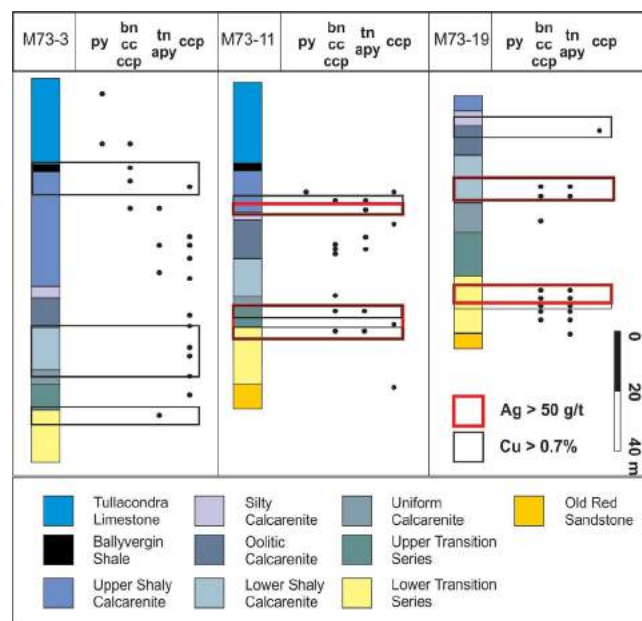 M73-3 py bn cc ccp tn apy ccp
M73-11 py bn cc ccp tn apy ccp
M73-19 py bn cc ccp tn apy ccp
0
20
40 m
Ag > 50 g/t
Cu > 0.7%
Tullacondra
Limestone
Ballyvergin
Shale
Upper Shaly
Calcarenite
Silty
Calcarenite
Oolitic
Calcarenite
Lower Shaly
Calcarenite
Uniform
Calcarenite
Upper Transition
Series
Lower Transition
Series
Old Red
Sandstone